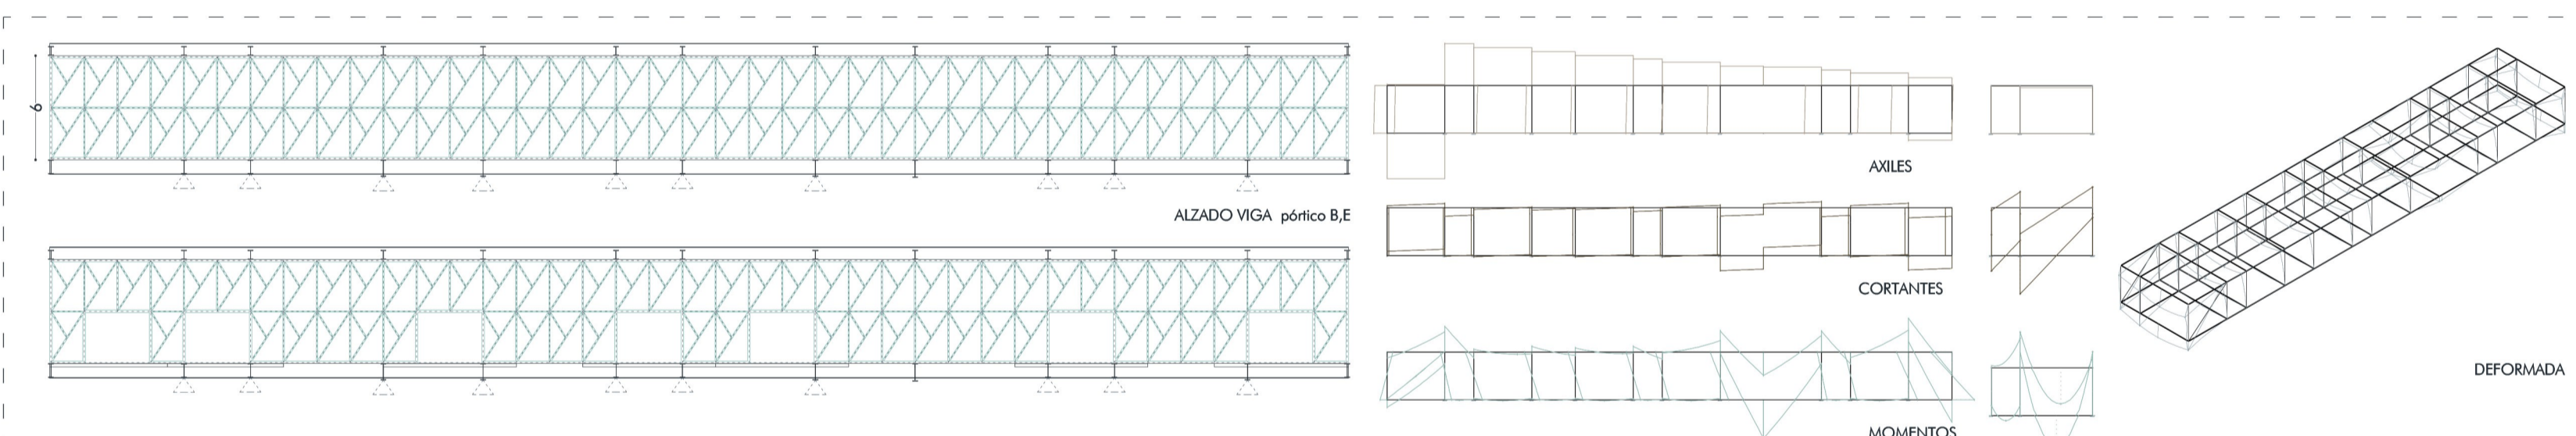 6
AXILES
ALZADO VIGA pórtico B,E
CORTANTES
DEFORMADA
MOMENTOS